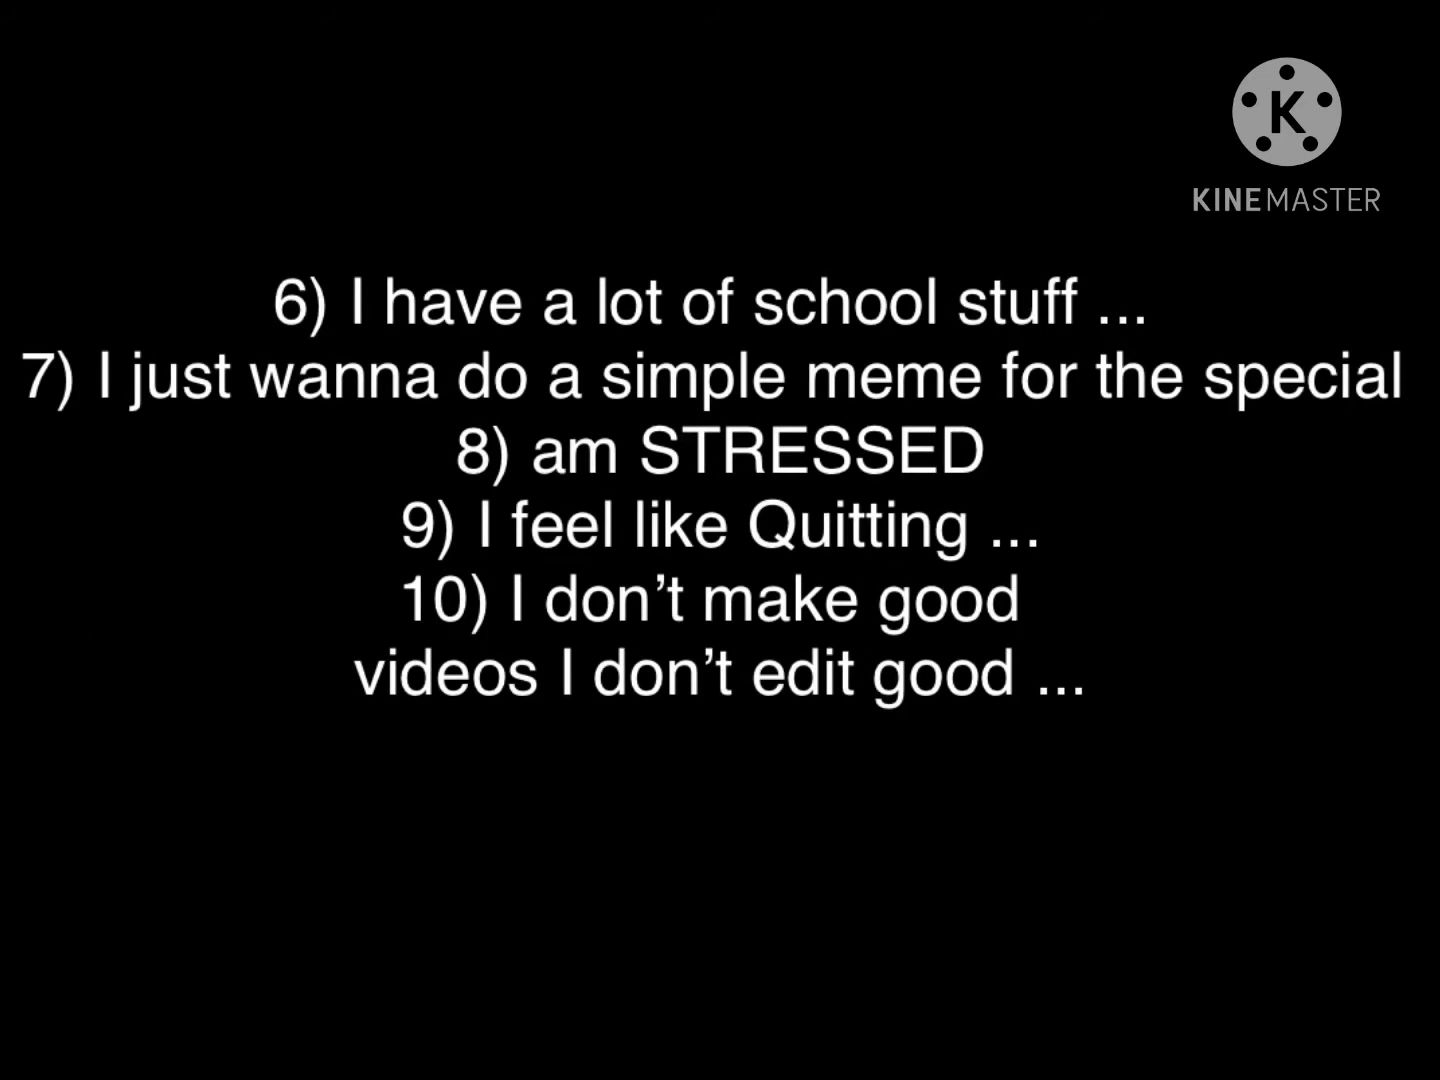 K
KINEMASTER
6) I have a lot of school stuff ...
7) I just wanna do a simple meme for the special
8) am STRESSED
9) I feel like Quitting ...
10) I don’t make good
videos I don’t edit good ...